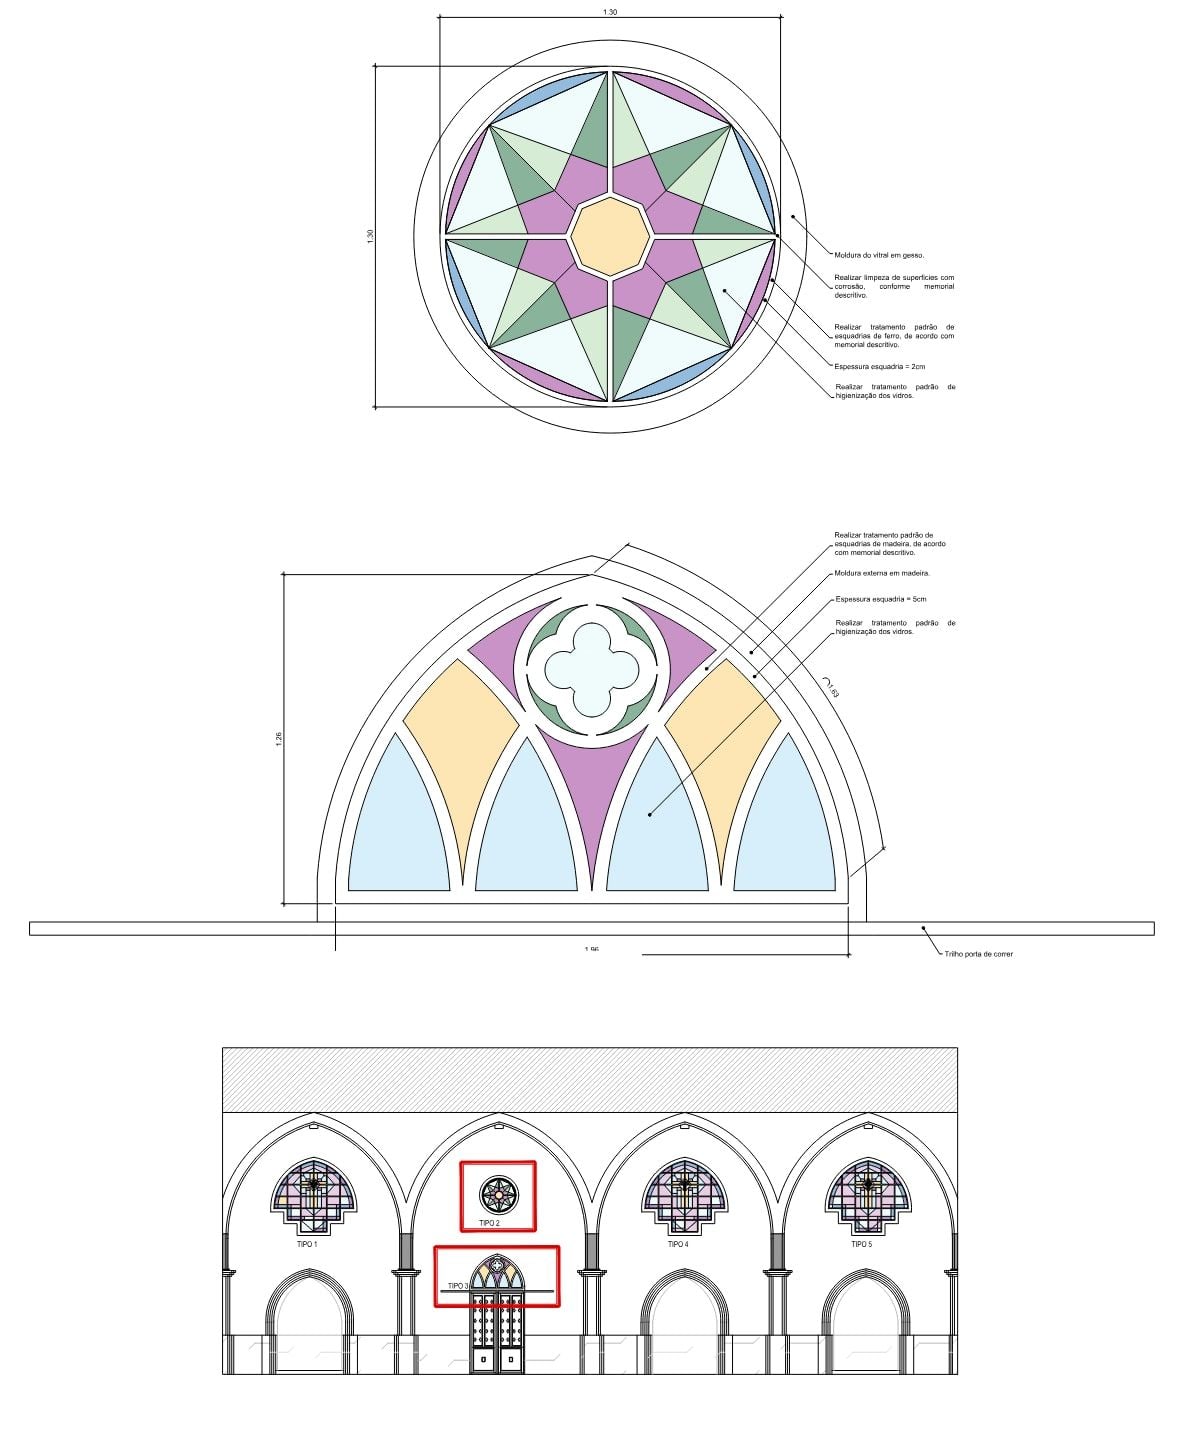 1.30
1.30
Moldura do vitral em gesso.
Realizar limpeza de superfícies com
corrosão, conforme memorial
descritivo.
Realizar tratamento padrão de
esquadrias de ferro, de acordo com
memorial descritivo.
Espessura esquadria = 2cm
Realizar tratamento padrão de
higienização dos vidros.
Realizar tratamento padrão de
esquadrias de madeira, de acordo
com memorial descritivo.
Moldura externa em madeira.
Espessura esquadria = 5cm
Realizar tratamento padrão de
higienização dos vidros.
1.63
1.26
1.96
Trilho porta de correr
TIPO 1
TIPO 2
TIPO 3
TIPO 4
TIPO 5